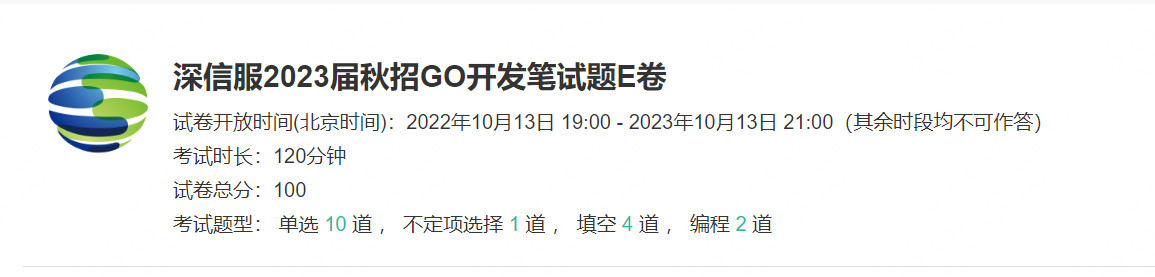 深信服2023届秋招GO开发笔试题E卷
试卷开放时间(北京时间)：2022年10月13日 19:00 - 2023年10月13日 21:00（其余时段均不可作答）
考试时长：120分钟
试卷总分：100
考试题型： 单选 10 道 ， 不定项选择 1 道 ， 填空 4 道 ， 编程 2 道